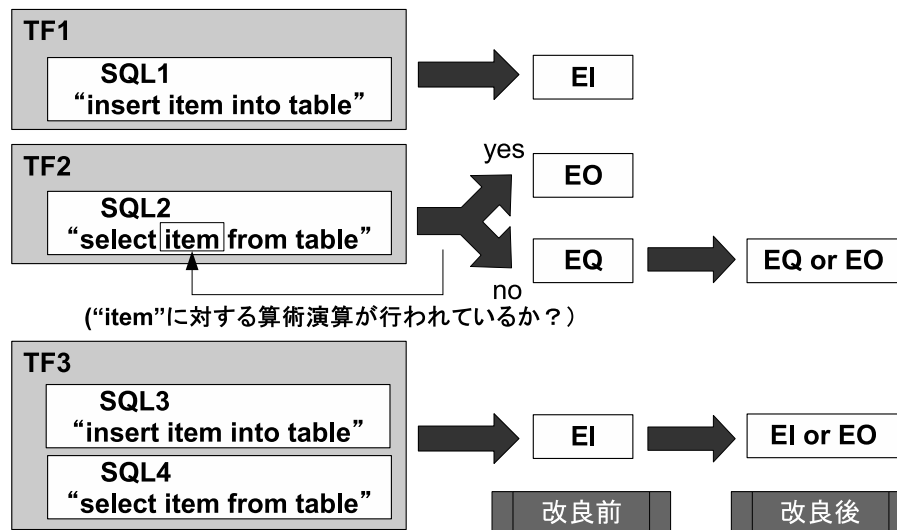 TF1
SQL1
“insert item into table”
EI
TF2
SQL2
“select item from table”
yes
EO
no
EQ
EQ or EO
(“item”に対する算術演算が行われているか？)
TF3
SQL3
“insert item into table”
SQL4
“select item from table”
EI
EI or EO
改良前
改良後